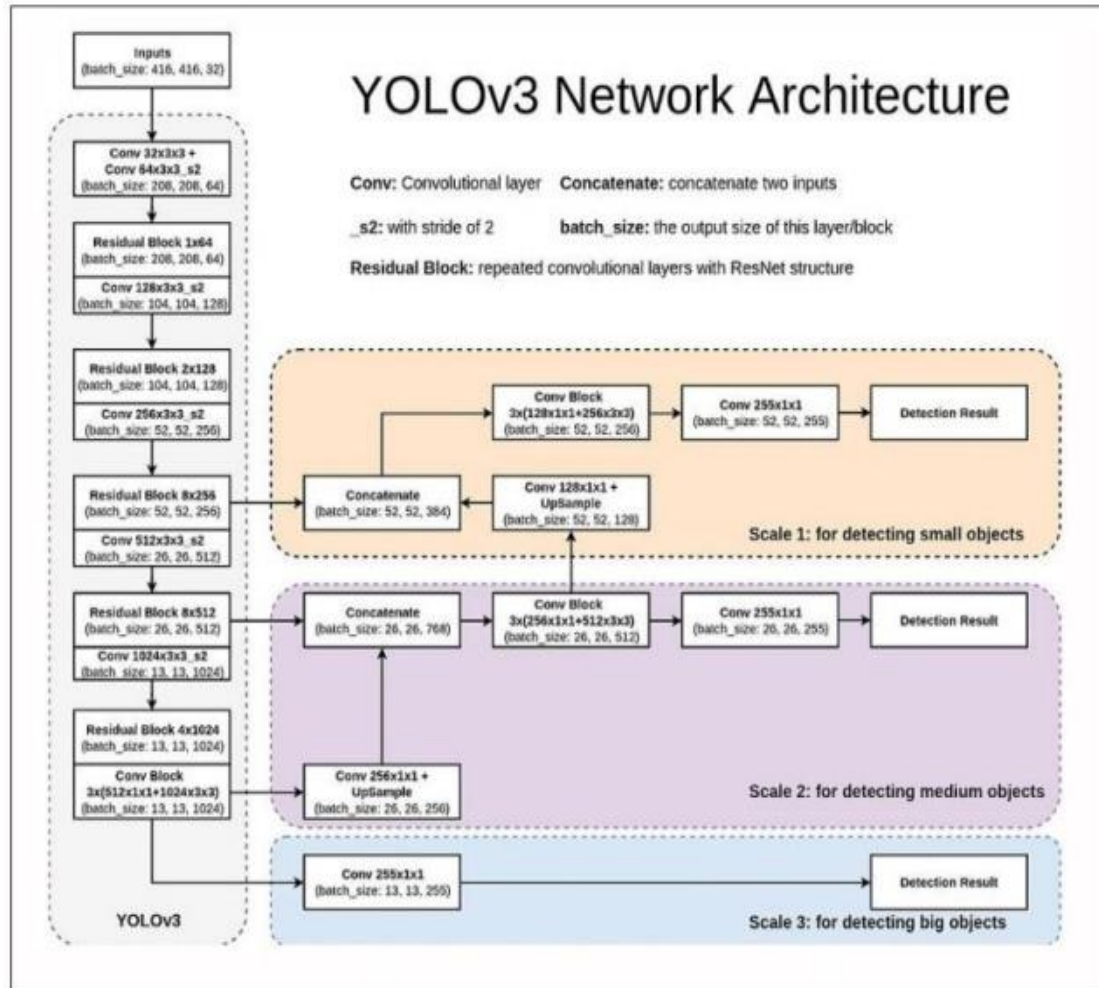 Inputs
(batch_size: 416, 416, 32)
YOLOv3 Network Architecture
Conv: Convolutional layer Concatenate: concatenate two inputs
_s2: with stride of 2 batch_size: the output size of this layer/block
Residual Block: repeated convolutional layers with ResNet structure
Conv 32x3x3 +
Conv 64x3x3_s2
(batch_size: 208, 208, 64)
Residual Block 1x64
(batch_size: 208, 208, 64)
Conv 128x3x3_s2
(batch_size: 104, 104, 128)
Residual Block 2x128
(batch_size: 104, 104, 128)
Conv 256x3x3_s2
(batch_size: 52, 52, 256)
Residual Block 8x256
(batch_size: 52, 52, 256)
Conv 512x3x3_s2
(batch_size: 26, 26, 512)
Residual Block 8x512
(batch_size: 26, 26, 512)
Conv 1024x3x3_s2
(batch_size: 13, 13, 1024)
Residual Block 4x1024
(batch_size: 13, 13, 1024)
Conv Block
3x(512x1x1+1024x3x3)
(batch_size: 13, 13, 1024)
YOLOv3
Conv Block
3x(128x1x1+256x3x3)
(batch_size: 52, 52, 256)
Conv 255x1x1
(batch_size: 52, 52, 255)
Detection Result
Concatenate
(batch_size: 52, 52, 384)
Conv 128x1x1 +
UpSample
(batch_size: 52, 52, 128)
Scale 1: for detecting small objects
Concatenate
(batch_size: 26, 26, 768)
Conv Block
3x(256x1x1+512x3x3)
(batch_size: 26, 26, 512)
Conv 255x1x1
(batch_size: 26, 26, 255)
Detection Result
Conv 256x1x1 +
UpSample
(batch_size: 26, 26, 256)
Scale 2: for detecting medium objects
Conv 255x1x1
(batch_size: 13, 13, 255)
Detection Result
Scale 3: for detecting big objects